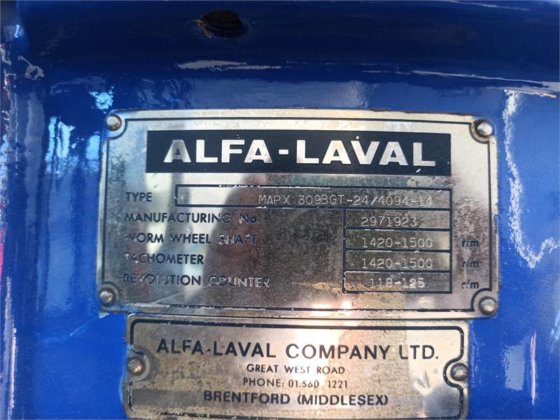 ALFA-LAVAL
TYPE MAPX 309BGT-24/4094-14
MANUFACTURING No 2971923
WORM WHEEL SHAFT 1420-1500 r/m
TACHOMETER 1420-1500 r/m
REVOLUTION COUNTER 118-125 r/m
ALFA-LAVAL COMPANY LTD.
GREAT WEST ROAD
PHONE: 01.560 1221
BRENTFORD (MIDDLESEX)